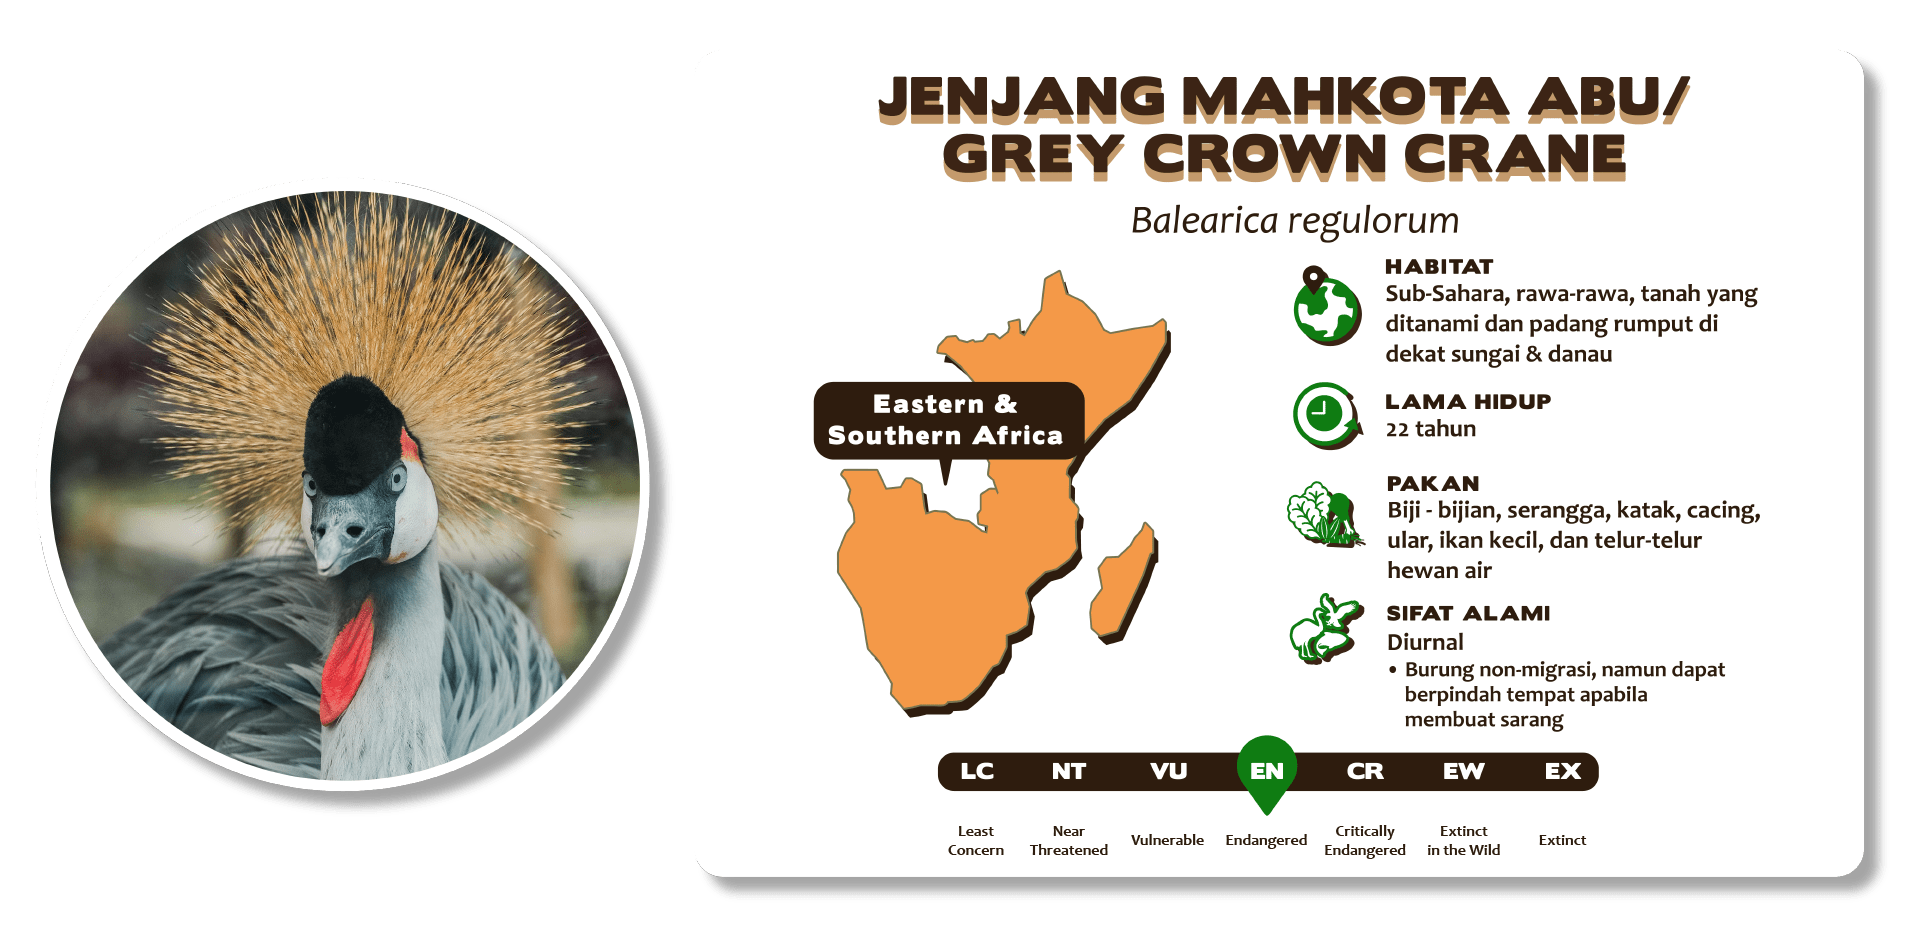 JENJANG MAHKOTA ABU/
GREY CROWN CRANE
Balearica regulorum
Eastern &
Southern Africa
HABITAT
Sub-Sahara, rawa-rawa, tanah yang
ditanami dan padang rumput di
dekat sungai & danau
LAMA HIDUP
22 tahun
PAKAN
Biji - bijian, serangga, katak, cacing,
ular, ikan kecil, dan telur-telur
hewan air
SIFAT ALAMI
Diurnal
• Burung non-migrasi, namun dapat
berpindah tempat apabila
membuat sarang
LC NT VU EN CR EW EX
Least Concern
Near Threatened
Vulnerable
Endangered
Critically Endangered
Extinct in the Wild
Extinct